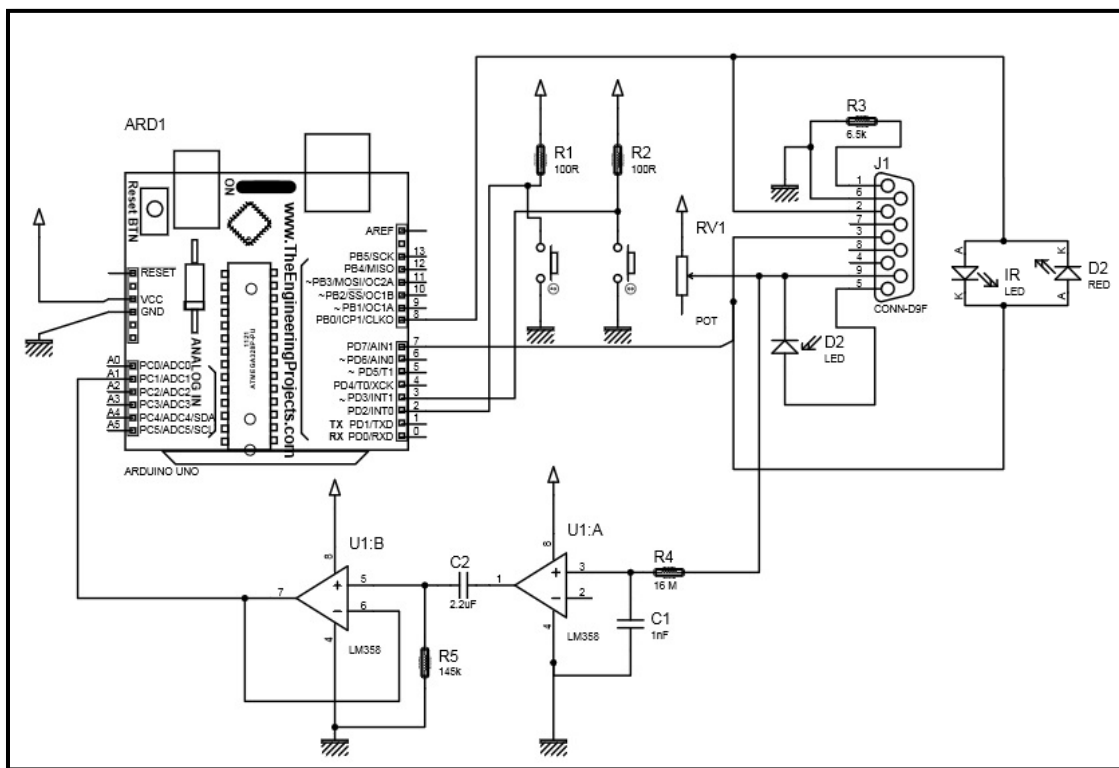 ARD1
ARDUINO UNO
Reset BTN
ON
www.TheEngineeringProjects.com
ANALOG IN
RESET
VCC
GND
A0 PC0/ADC0
A1 PC1/ADC1
A2 PC2/ADC2
A3 PC3/ADC3
A4 PC4/ADC4/SDA
A5 PC5/ADC5/SCL
AREF
PB5/SCK 13
PB4/MISO 12
~PB3/MOSI/OC2A 11
~PB2/SS/OC1B 10
~PB1/OC1A 9
PB0/ICP1/CLKO 8
PD7/AIN1 7
~PD6/AIN0 6
~PD5/T1 5
PD4/T0/XCK 4
~PD3/INT1 3
PD2/INT0 2
TX PD1/TXD 1
RX PD0/RXD 0
R1
100R
R2
100R
RV1
POT
R3
6.5k
J1
1
6
2
7
3
8
4
9
5
CONN-D9F
D2
LED
A
K
IR
LED
K
A
D2
RED
U1:B
8
5
6
7
4
LM358
R5
145k
C2
2.2uF
U1:A
8
1
3
2
4
LM358
R4
16 M
C1
1nF